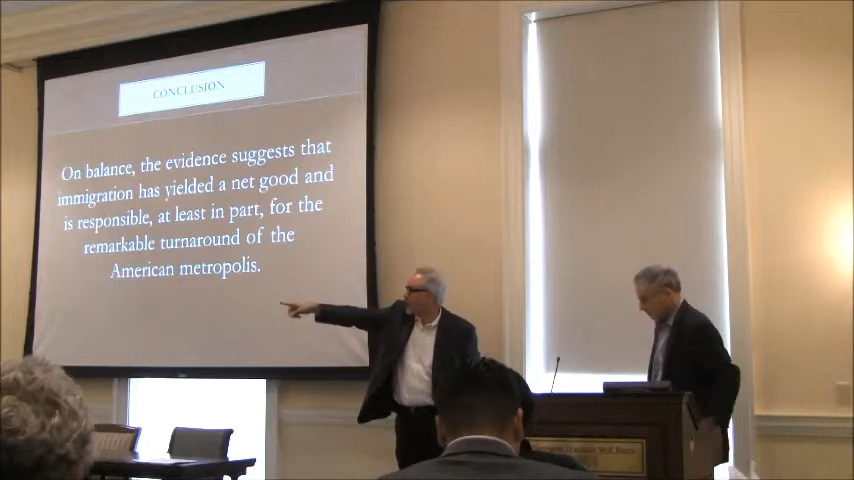 CONCLUSION
On balance, the evidence suggests that
immigration has yielded a net good and
is responsible, at least in part, for the
remarkable turnaround of the
American metropolis.